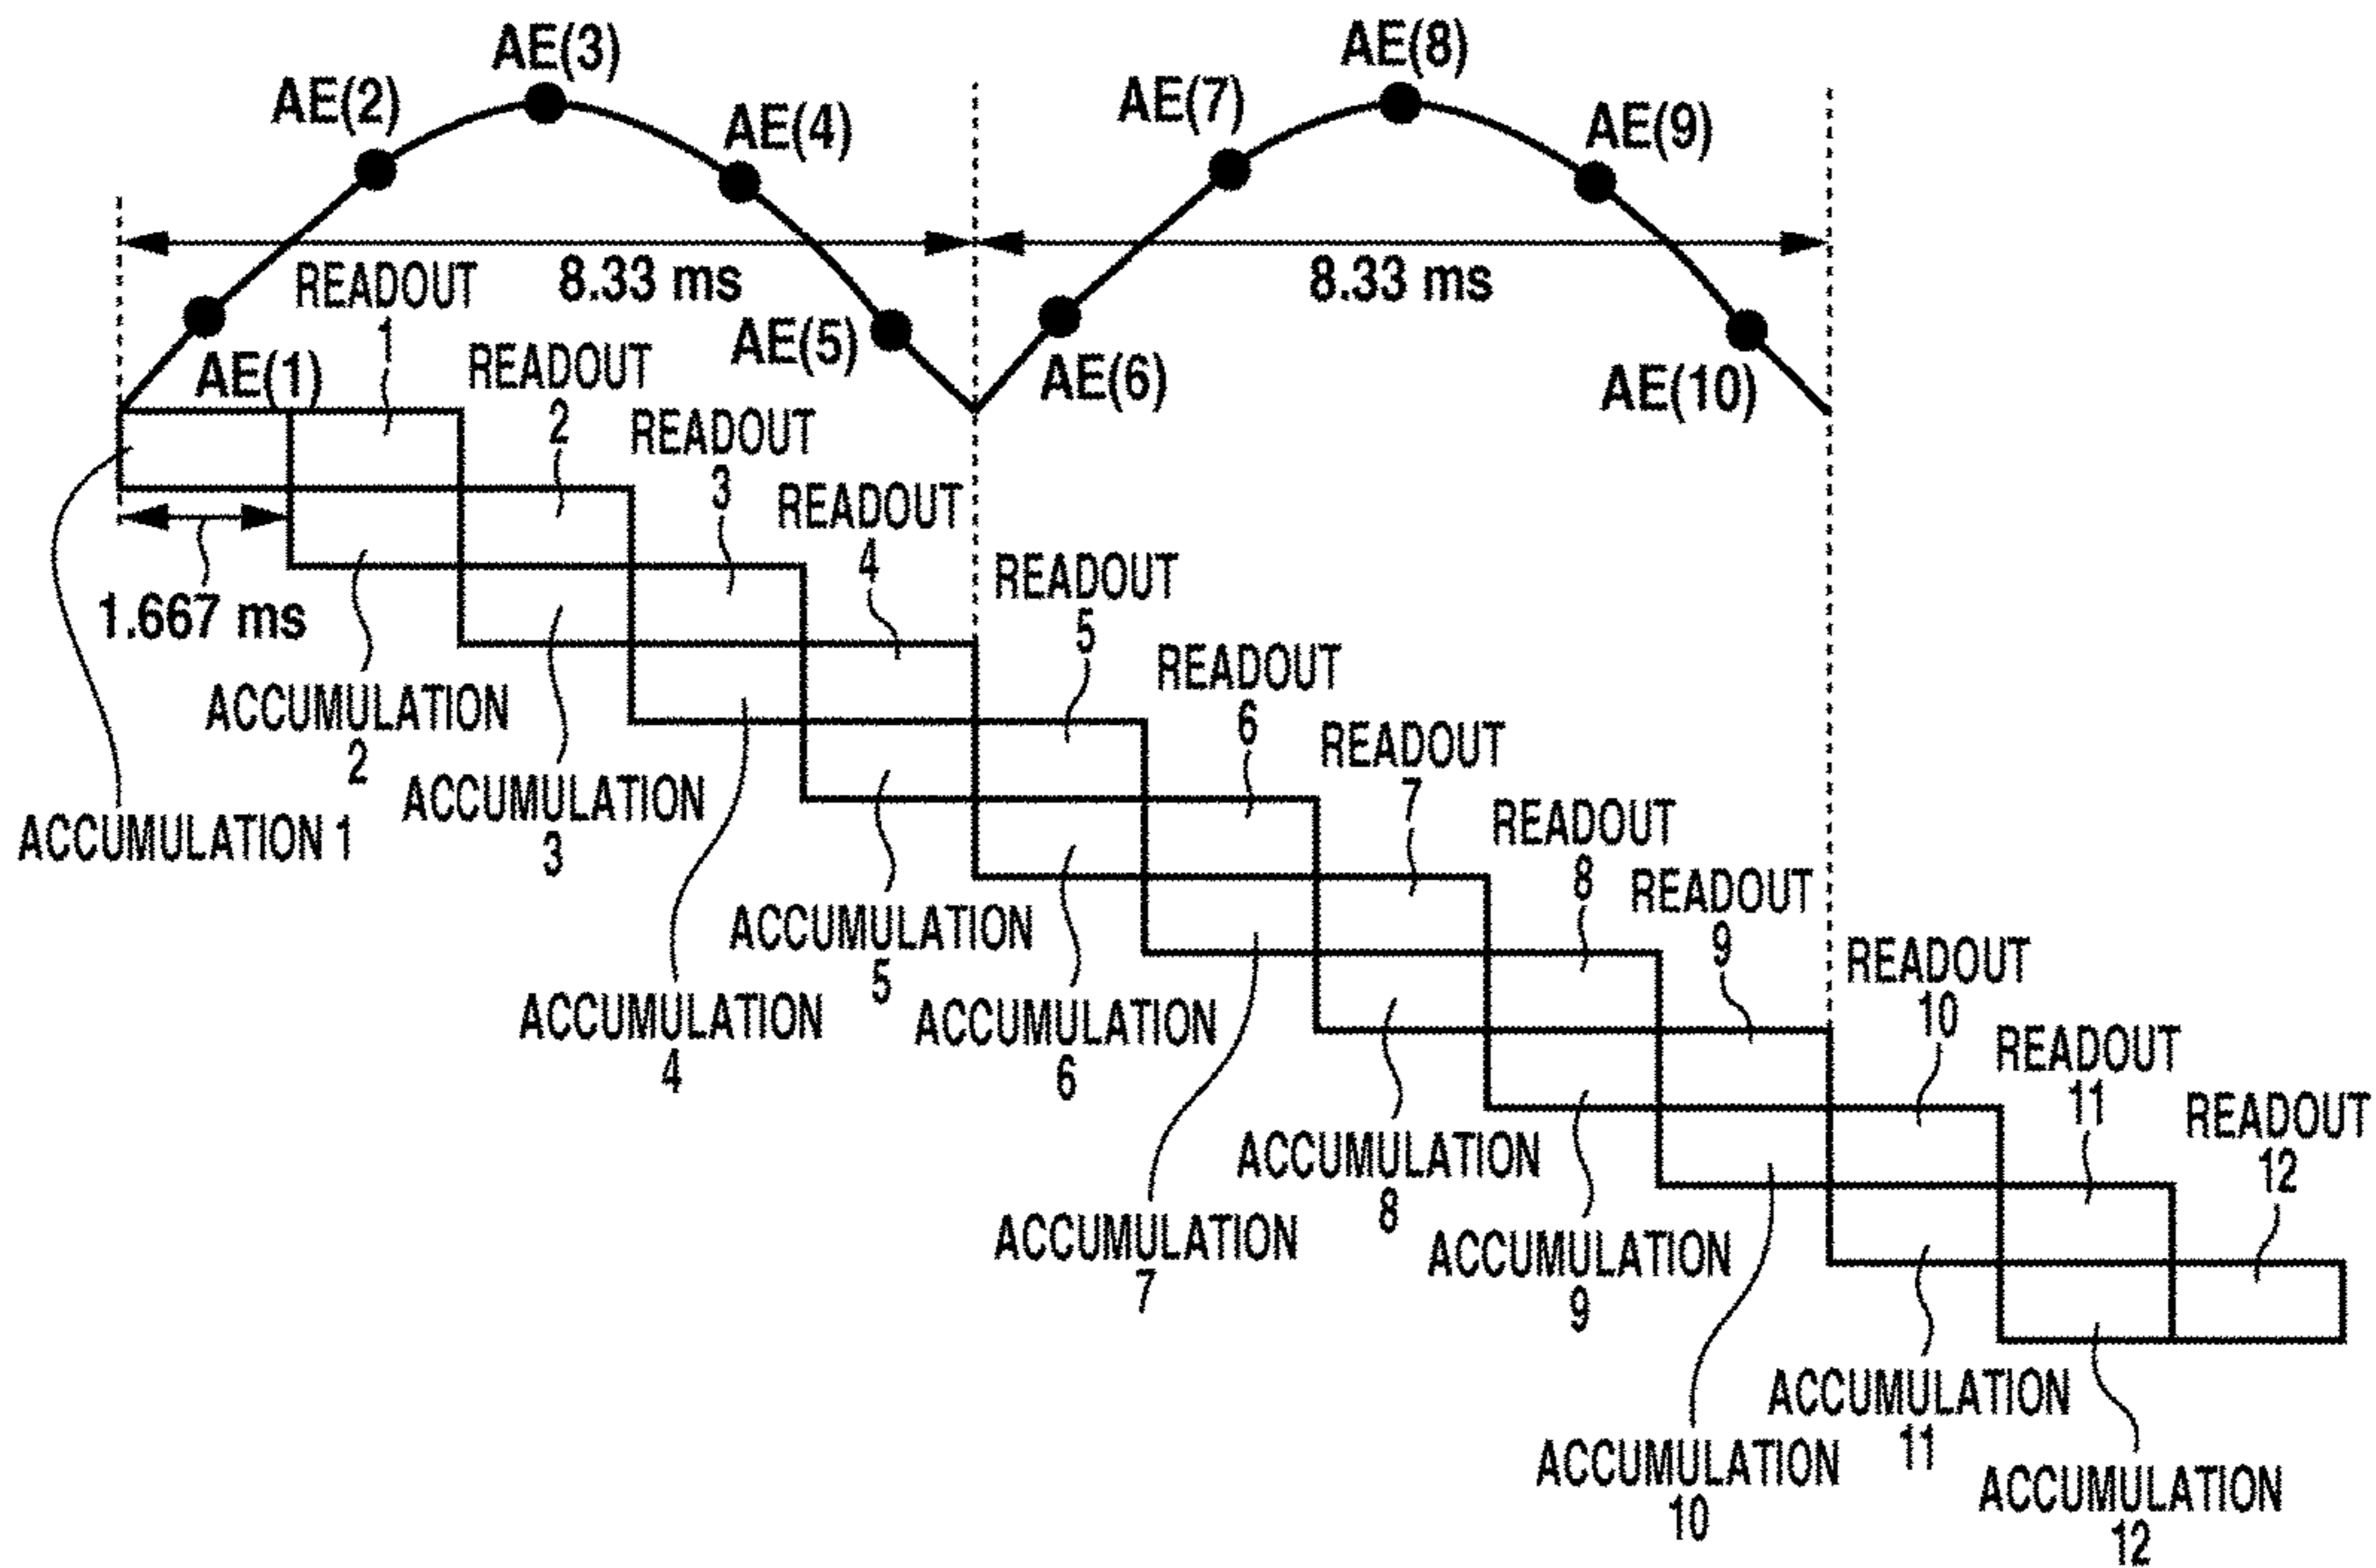 AE(3)
AE(8)
AE(2)
AE(7)
AE(4)
AE(9)
8.33 ms
8.33 ms
READOUT
1
AE(1)
READOUT
2
AE(5)
AE(6)
AE(10)
READOUT
3
READOUT
4
1.667 ms
READOUT
5
READOUT
6
ACCUMULATION
2
READOUT
7
ACCUMULATION
3
ACCUMULATION 1
READOUT
8
READOUT
9
ACCUMULATION
5
READOUT
10
ACCUMULATION
4
ACCUMULATION
6
READOUT
11
READOUT
12
ACCUMULATION
8
ACCUMULATION
7
ACCUMULATION
9
ACCUMULATION
11
ACCUMULATION
10
ACCUMULATION
12